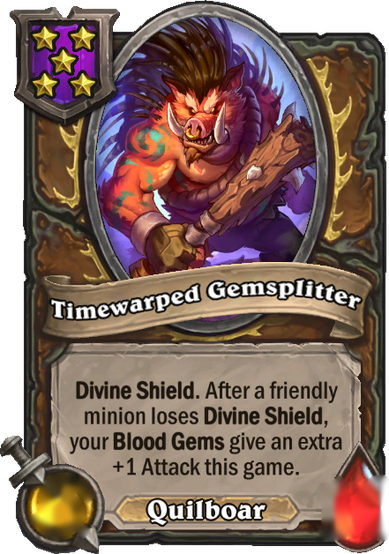 Timewarped Gemsplitter
Divine Shield. After a friendly
minion loses Divine Shield,
your Blood Gems give an extra
+1 Attack this game.
Quilboar